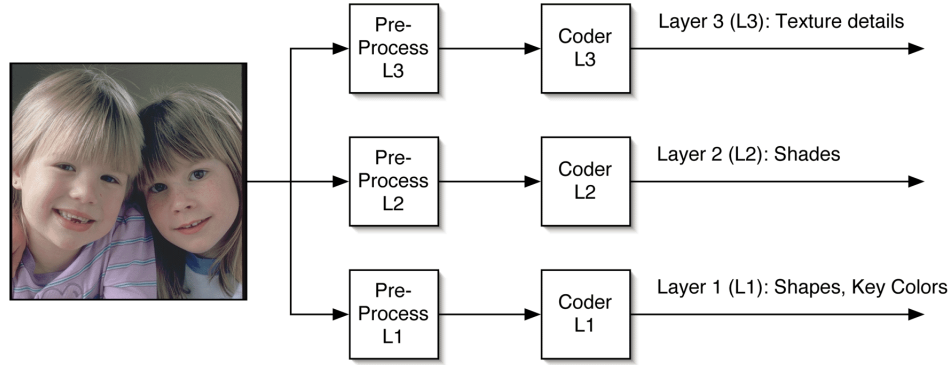 Pre-
Process
L3
Coder
L3
Layer 3 (L3): Texture details
Pre-
Process
L2
Coder
L2
Layer 2 (L2): Shades
Pre-
Process
L1
Coder
L1
Layer 1 (L1): Shapes, Key Colors